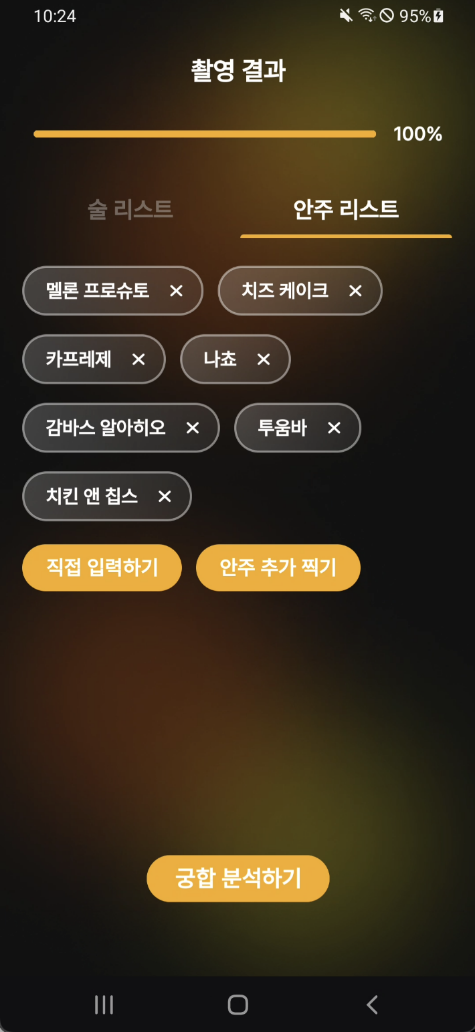 10:24 95%
촬영 결과
100%
술 리스트 안주 리스트
멜론 프로슈토 × 치즈 케이크 ×
카프레제 × 나쵸 ×
감바스 알아히오 × 투움바 ×
치킨 앤 칩스 ×
직접 입력하기 안주 추가 찍기
궁합 분석하기